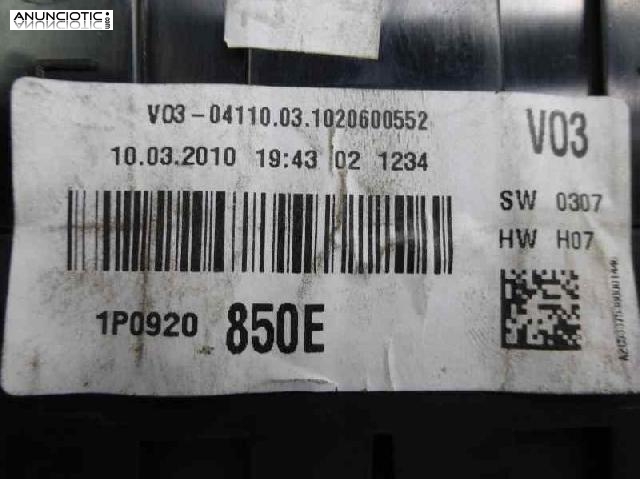 ANUNCIOTIC
V03-04110.03.1020600552
V03
10.03.2010 19:43 02 1234
SW 0307
HW H07
1P0920 850E